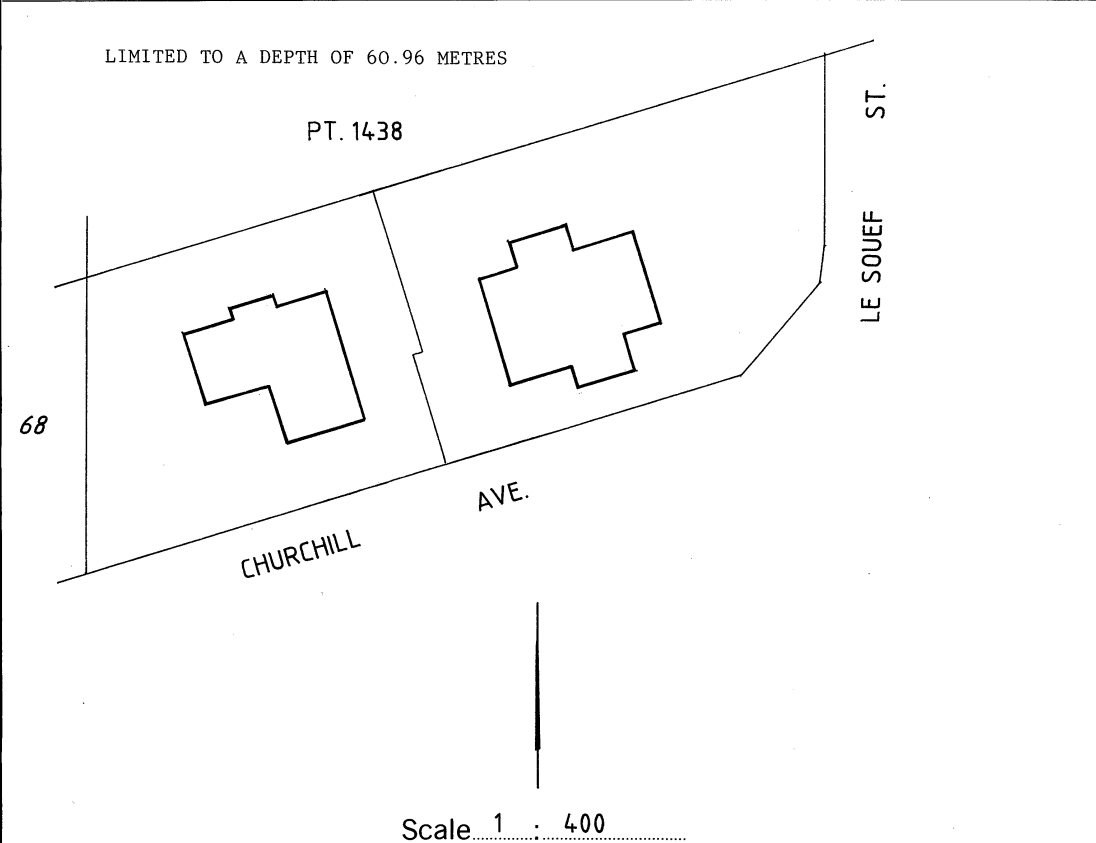 LIMITED TO A DEPTH OF 60.96 METRES
PT. 1438
ST.
LE SOUEF
68
AVE.
CHURCHILL
Scale 1 : 400